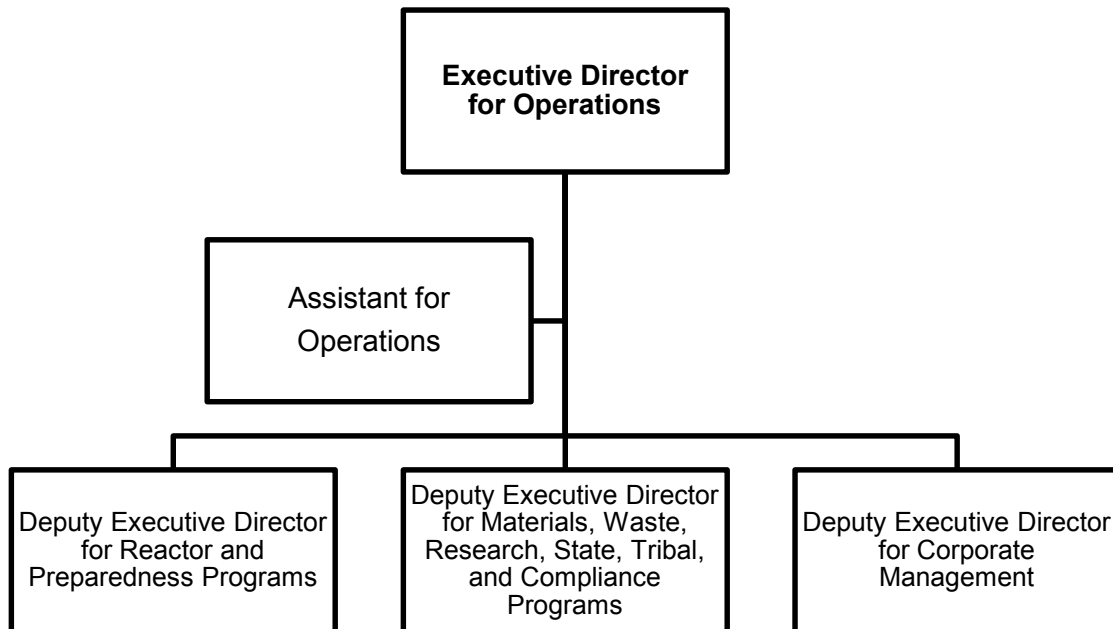 Executive Director
for Operations
Assistant for
Operations
Deputy Executive Director
for Reactor and
Preparedness Programs
Deputy Executive Director
for Materials, Waste,
Research, State, Tribal,
and Compliance
Programs
Deputy Executive Director
for Corporate
Management